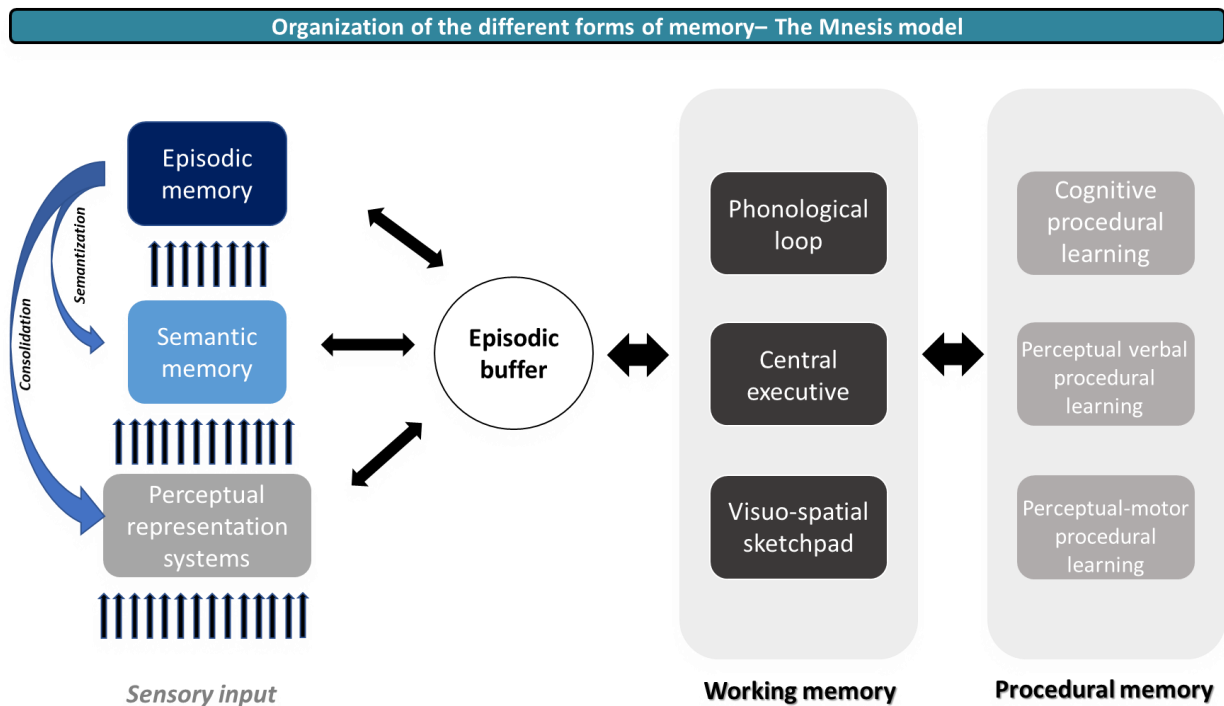 Organization of the different forms of memory– The Mnesis model
Episodic
memory
Semantization
Consolidation
Semantic
memory
Perceptual
representation
systems
Sensory input
Episodic
buffer
Phonological
loop
Central
executive
Visuo-spatial
sketchpad
Working memory
Cognitive
procedural
learning
Perceptual verbal
procedural
learning
Perceptual-motor
procedural
learning
Procedural memory